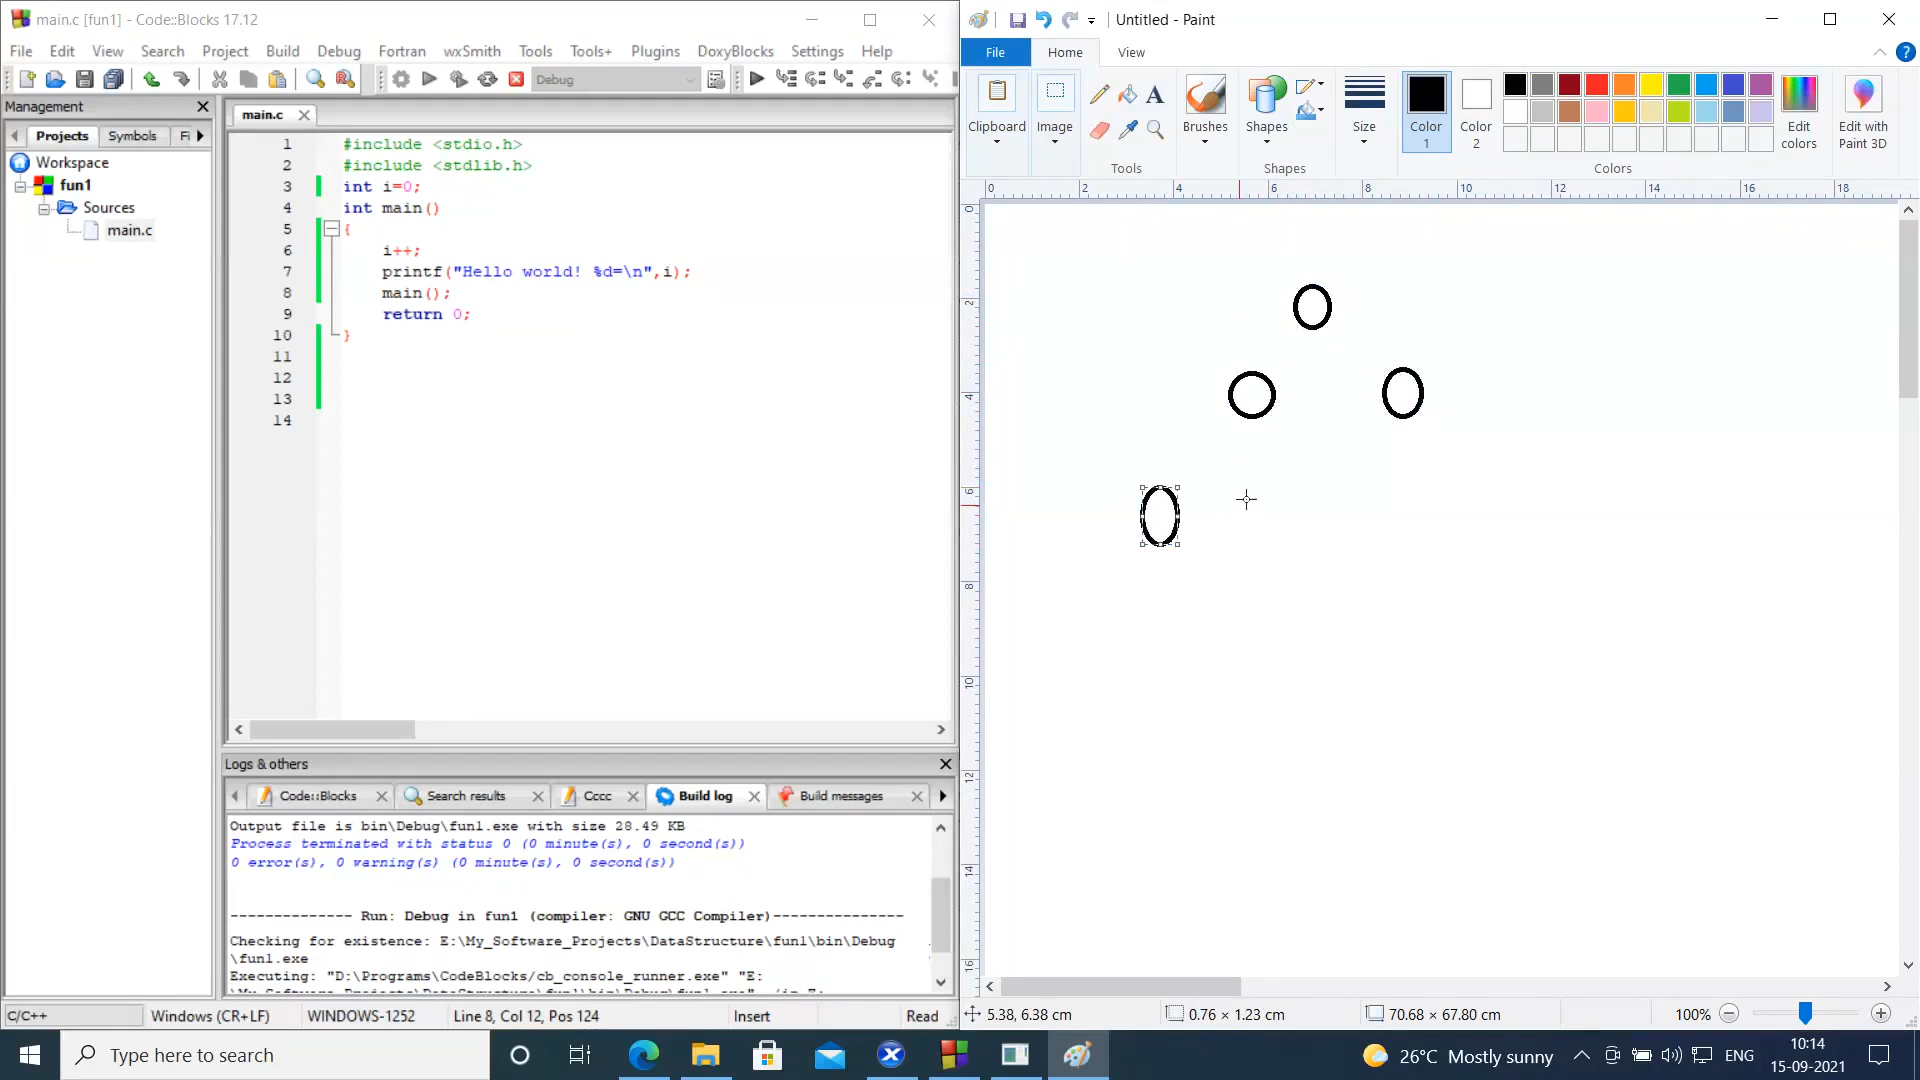 main.c [fun1] - Code::Blocks 17.12
File Edit View Search Project Build Debug Fortran wxSmith Tools Tools+ Plugins DoxyBlocks Settings Help
Debug
Management
Projects Symbols Fi
Workspace
fun1
Sources
main.c
main.c
1 #include <stdio.h>
2 #include <stdlib.h>
3 int i=0;
4 int main()
5 {
6 i++;
7 printf("Hello world! %d=\n",i);
8 main();
9 return 0;
10 }
11
12
13
14
Logs & others
Code::Blocks Search results Cccc Build log Build messages
Output file is bin\Debug\fun1.exe with size 28.49 KB
Process terminated with status 0 (0 minute(s), 0 second(s))
0 error(s), 0 warning(s) (0 minute(s), 0 second(s))
-------------- Run: Debug in fun1 (compiler: GNU GCC Compiler)---------------
Checking for existence: E:\My_Software_Projects\DataStructure\fun1\bin\Debug
\fun1.exe
Executing: "D:\Programs\CodeBlocks/cb_console_runner.exe" "E:
C/C++ Windows (CR+LF) WINDOWS-1252 Line 8, Col 12, Pos 124 Insert Read
Untitled - Paint
File Home View
Clipboard
Image
Tools
Brushes
Shapes
Shapes
Size
Color 1
Color 2
Edit colors
Edit with Paint 3D
Colors
0 2 4 6 8 10 12 14 16 18
0
2
4
6
8
10
12
14
16
5.38, 6.38 cm 0.76 × 1.23 cm 70.68 × 67.80 cm 100%
Type here to search
26°C Mostly sunny
ENG
10:14
15-09-2021